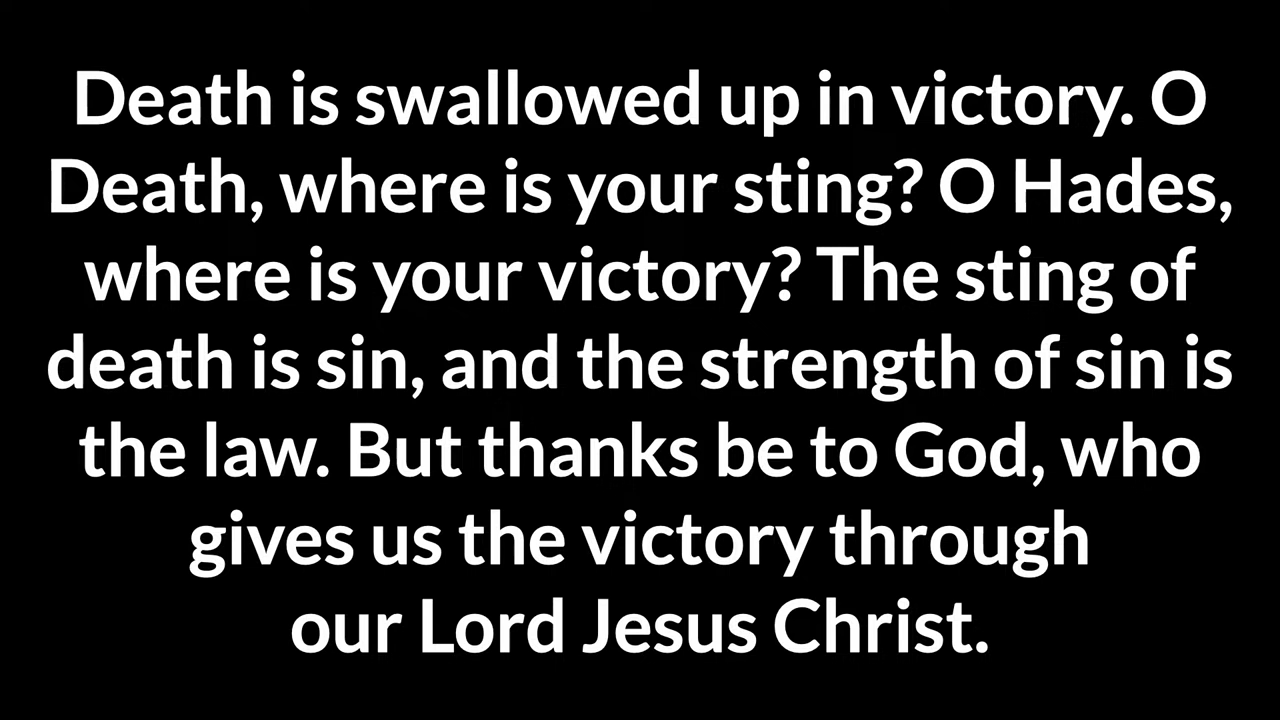 Death is swallowed up in victory. O
Death, where is your sting? O Hades,
where is your victory? The sting of
death is sin, and the strength of sin is
the law. But thanks be to God, who
gives us the victory through
our Lord Jesus Christ.